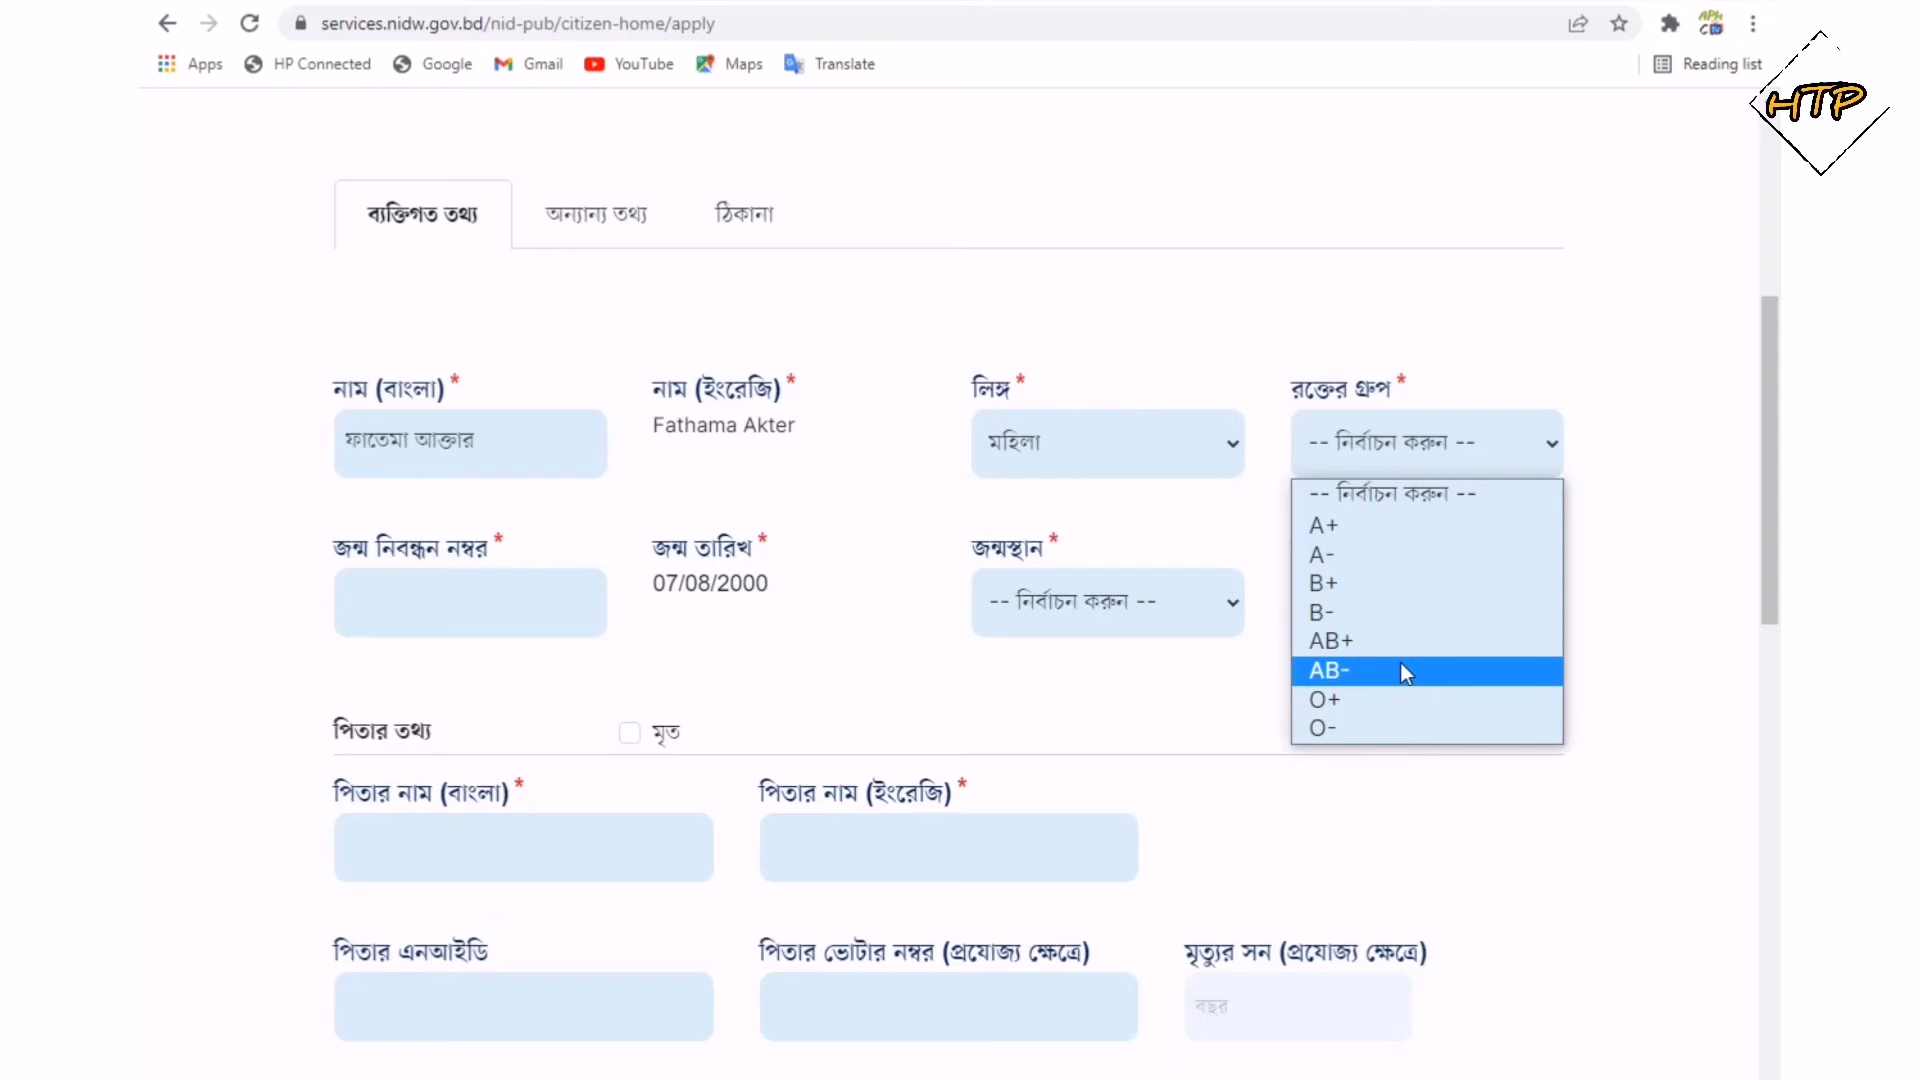 services.nidw.gov.bd/nid-pub/citizen-home/apply
Apps HP Connected Google Gmail YouTube Maps Translate Reading list
HTP
ব্যক্তিগত তথ্য অন্যান্য তথ্য ঠিকানা
নাম (বাংলা) * নাম (ইংরেজি) * লিঙ্গ * রক্তের গ্রুপ *
ফাতেমা আক্তার Fathama Akter মহিলা -- নির্বাচন করুন --
-- নির্বাচন করুন --
A+
A-
B+
B-
AB+
AB-
O+
O-
জন্ম নিবন্ধন নম্বর * জন্ম তারিখ * জন্মস্থান *
07/08/2000 -- নির্বাচন করুন --
পিতার তথ্য মৃত
পিতার নাম (বাংলা) * পিতার নাম (ইংরেজি) *
পিতার এনআইডি পিতার ভোটার নম্বর (প্রযোজ্য ক্ষেত্রে) মৃত্যুর সন (প্রযোজ্য ক্ষেত্রে)
বছর